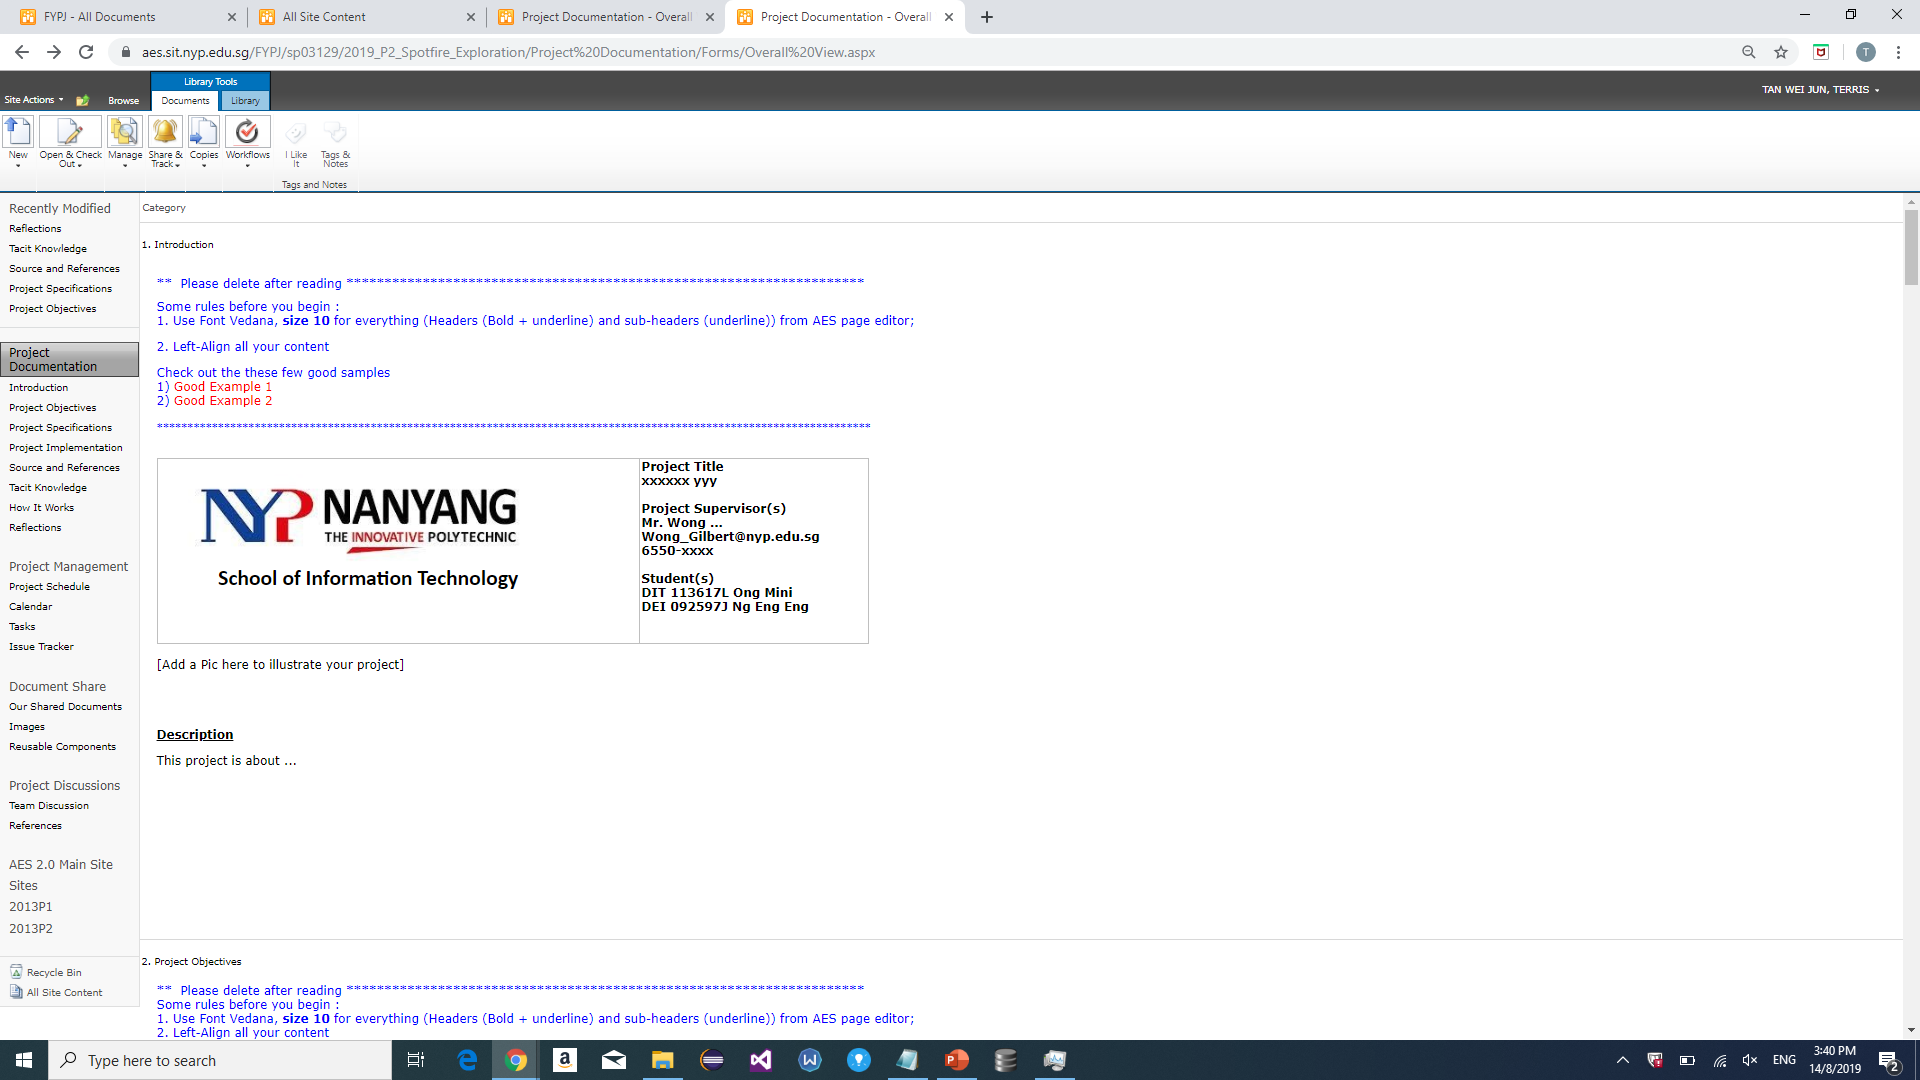 FYPJ - All Documents
All Site Content
Project Documentation - Overall
Project Documentation - Overall
aes.sit.nyp.edu.sg/FYPJ/sp03129/2019_P2_Spotfire_Exploration/Project%20Documentation/Forms/Overall%20View.aspx
T
Library Tools
Site Actions
Browse
Documents
Library
TAN WEI JUN, TERRIS
New
Open & Check Out
Manage
Share & Track
Copies
Workflows
I Like It
Tags & Notes
Tags and Notes
Recently Modified
Reflections
Tacit Knowledge
Source and References
Project Specifications
Project Objectives
Project Documentation
Introduction
Project Objectives
Project Specifications
Project Implementation
Source and References
Tacit Knowledge
How It Works
Reflections
Project Management
Project Schedule
Calendar
Tasks
Issue Tracker
Document Share
Our Shared Documents
Images
Reusable Components
Project Discussions
Team Discussion
References
AES 2.0 Main Site
Sites
2013P1
2013P2
Recycle Bin
All Site Content
Category
1. Introduction
** Please delete after reading **********************************************************************
Some rules before you begin :
1. Use Font Vedana, size 10 for everything (Headers (Bold + underline) and sub-headers (underline)) from AES page editor;
2. Left-Align all your content
Check out the these few good samples
1) Good Example 1
2) Good Example 2
************************************************************************************************************************
NYP NANYANG
THE INNOVATIVE POLYTECHNIC
School of Information Technology
Project Title
xxxxxx yyy
Project Supervisor(s)
Mr. Wong ...
Wong_Gilbert@nyp.edu.sg
6550-xxxx
Student(s)
DIT 113617L Ong Mini
DEI 092597J Ng Eng Eng
[Add a Pic here to illustrate your project]
Description
This project is about ...
2. Project Objectives
** Please delete after reading **********************************************************************
Some rules before you begin :
1. Use Font Vedana, size 10 for everything (Headers (Bold + underline) and sub-headers (underline)) from AES page editor;
2. Left-Align all your content
Type here to search
ENG
3:40 PM
14/8/2019
2